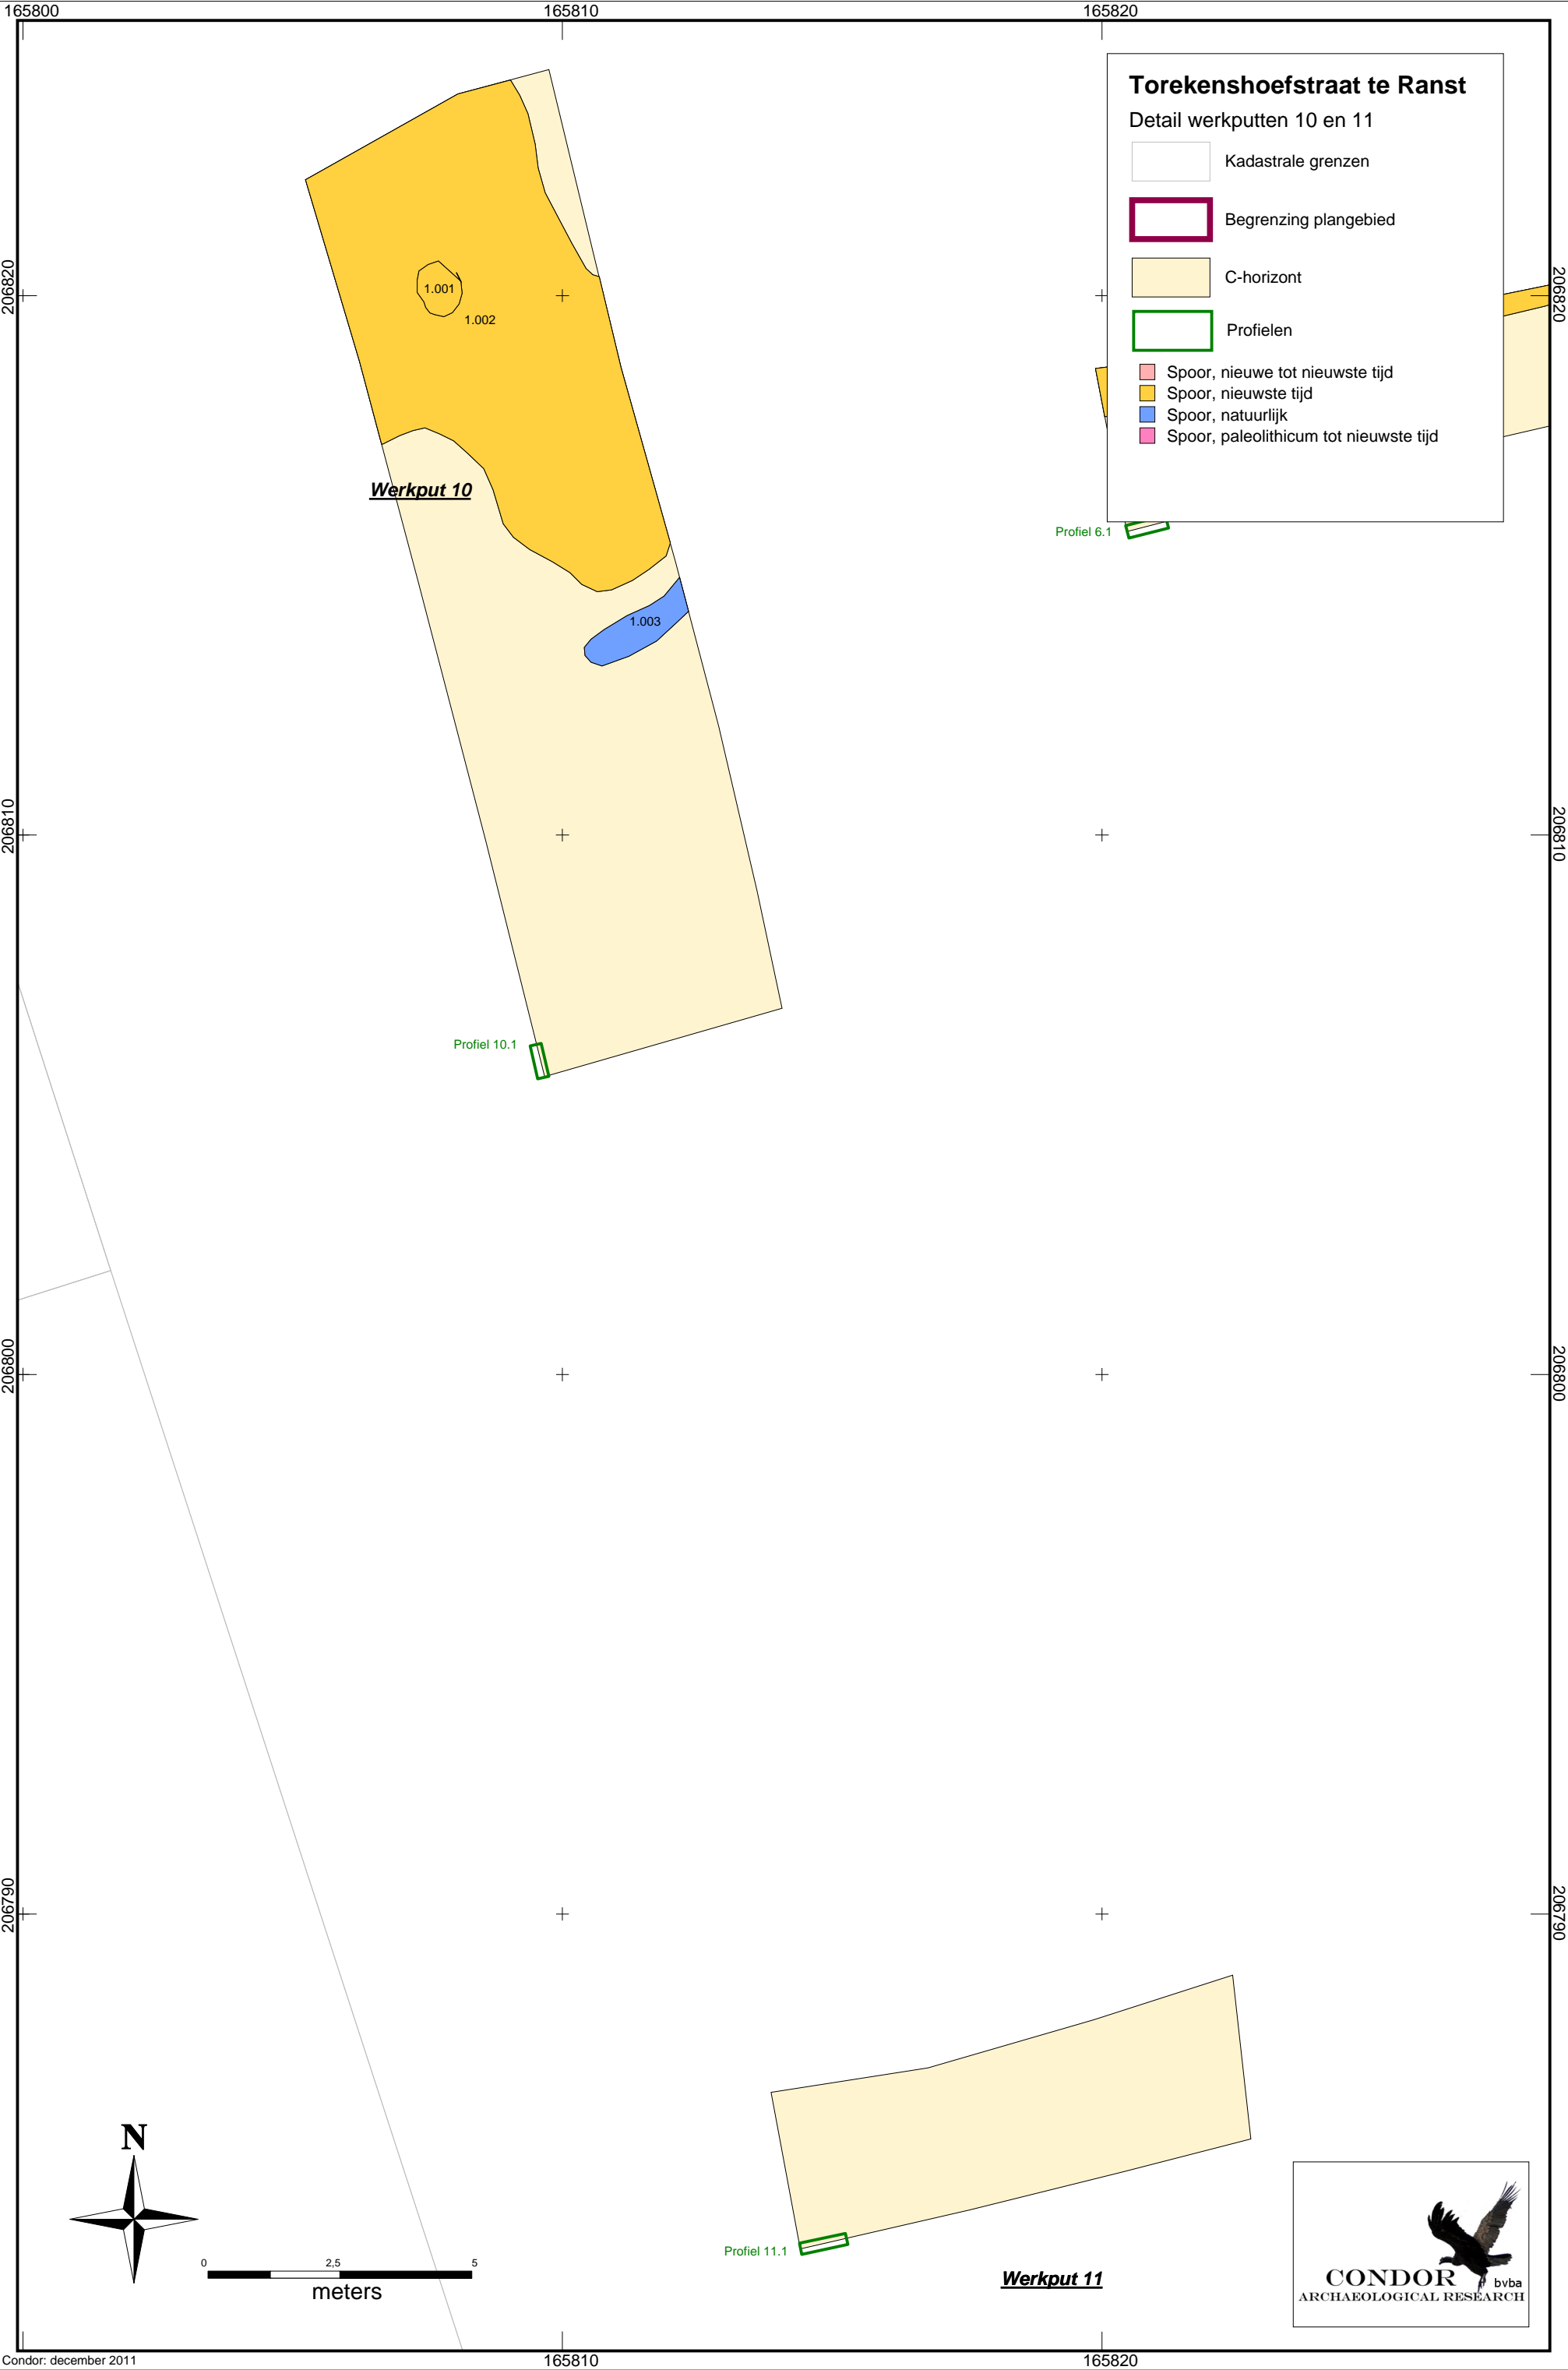 165800
165810
165820
Torekenshoefstraat te Ranst
Detail werkputten 10 en 11
Kadastrale grenzen
Begrenzing plangebied
C-horizont
Profielen
Spoor, nieuwe tot nieuwste tijd
Spoor, nieuwste tijd
Spoor, natuurlijk
Spoor, paleolithicum tot nieuwste tijd
206820
206820
1.001
1.002
Werkput 10
Profiel 6.1
1.003
206810
206810
Profiel 10.1
206800
206800
206790
206790
N
0
2,5
5
meters
Profiel 11.1
Werkput 11
CONDOR bvba
ARCHAEOLOGICAL RESEARCH
Condor: december 2011
165810
165820